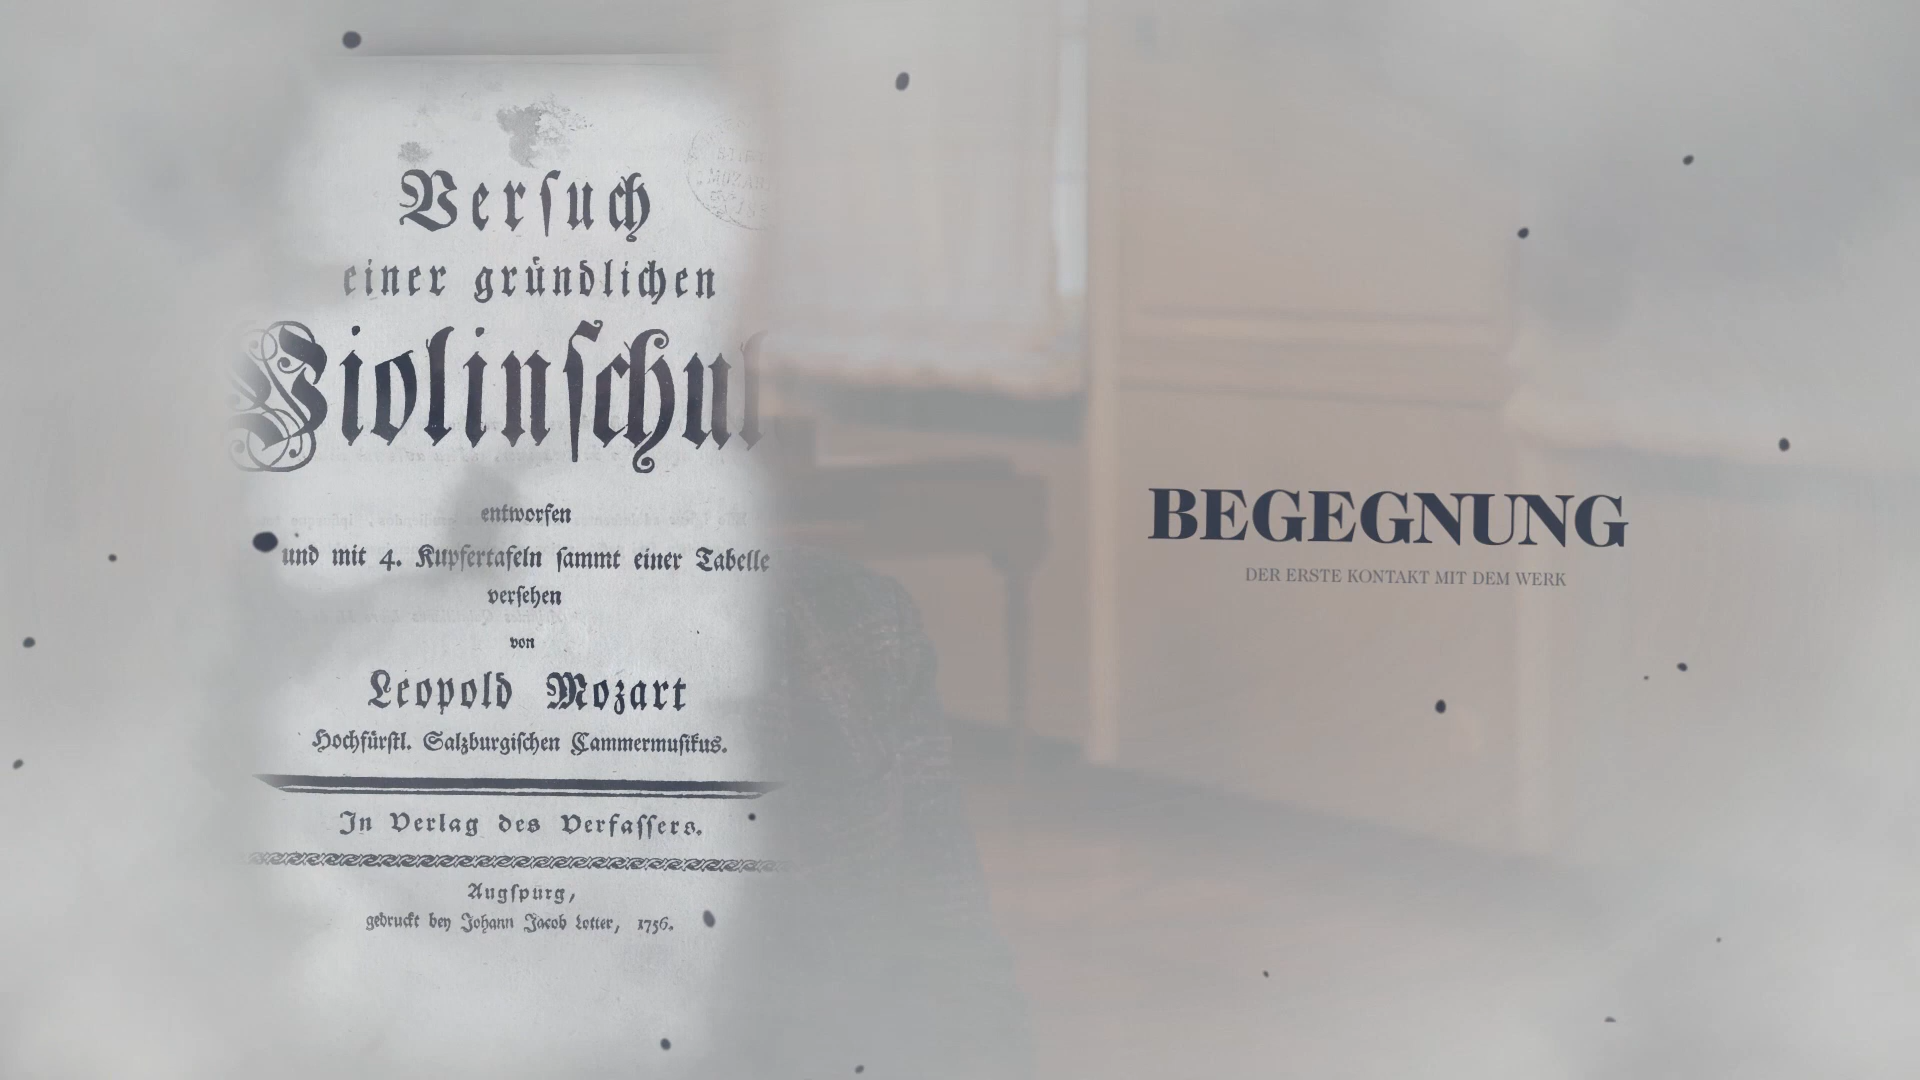 Versuch
einer gründlichen
Violinschul
entworfen
und mit 4. Kupfertafeln sammt einer Tabelle
versehen
von
Leopold Mozart
Hochfürstl. Salzburgischen Cammermusikus.
In Verlag des Verfassers.
Augspurg,
gedruckt bey Johann Jacob Lotter, 1756.
BEGEGNUNG
DER ERSTE KONTAKT MIT DEM WERK